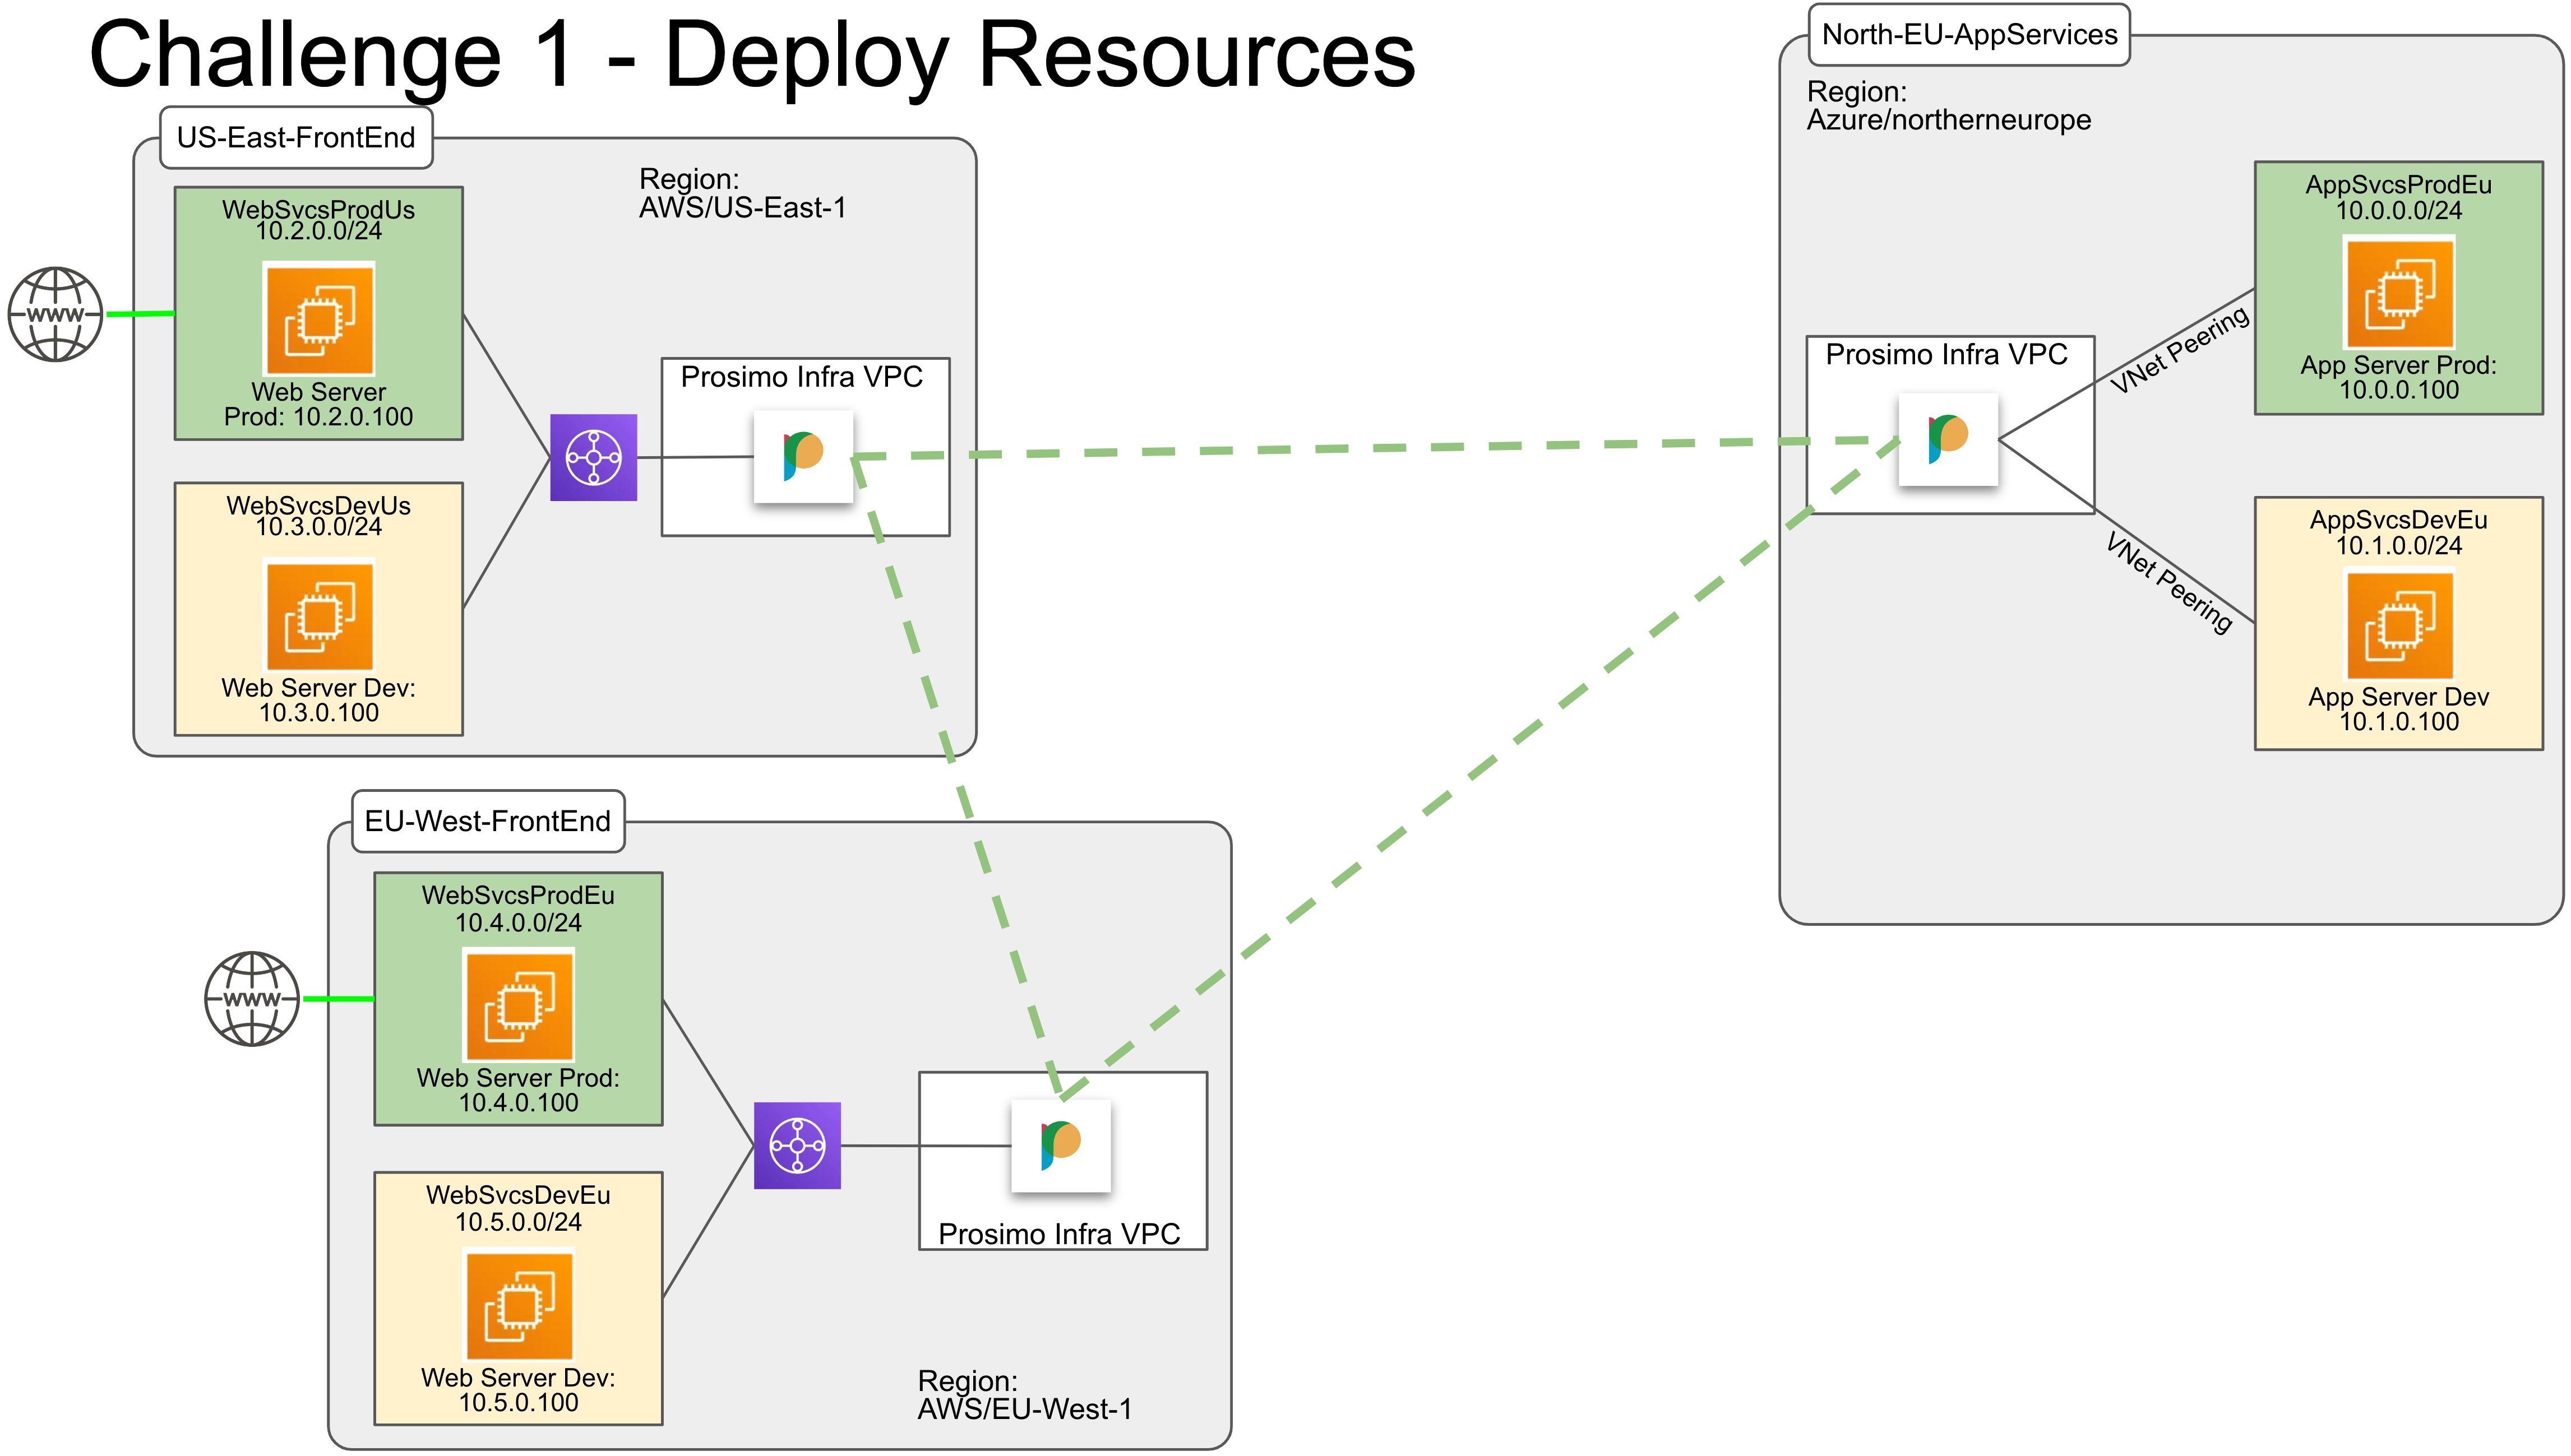 Challenge 1 - Deploy Resources
US-East-FrontEnd
Region:
AWS/US-East-1
WebSvcsProdUs
10.2.0.0/24
WWW
Web Server
Prod: 10.2.0.100
Prosimo Infra VPC
WebSvcsDevUs
10.3.0.0/24
Web Server Dev:
10.3.0.100
North-EU-AppServices
Region:
Azure/northerneurope
AppSvcsProdEu
10.0.0.0/24
App Server Prod:
10.0.0.100
VNet Peering
Prosimo Infra VPC
VNet Peering
AppSvcsDevEu
10.1.0.0/24
App Server Dev
10.1.0.100
EU-West-FrontEnd
WebSvcsProdEu
10.4.0.0/24
WWW
Web Server Prod:
10.4.0.100
WebSvcsDevEu
10.5.0.0/24
Web Server Dev:
10.5.0.100
Prosimo Infra VPC
Region:
AWS/EU-West-1